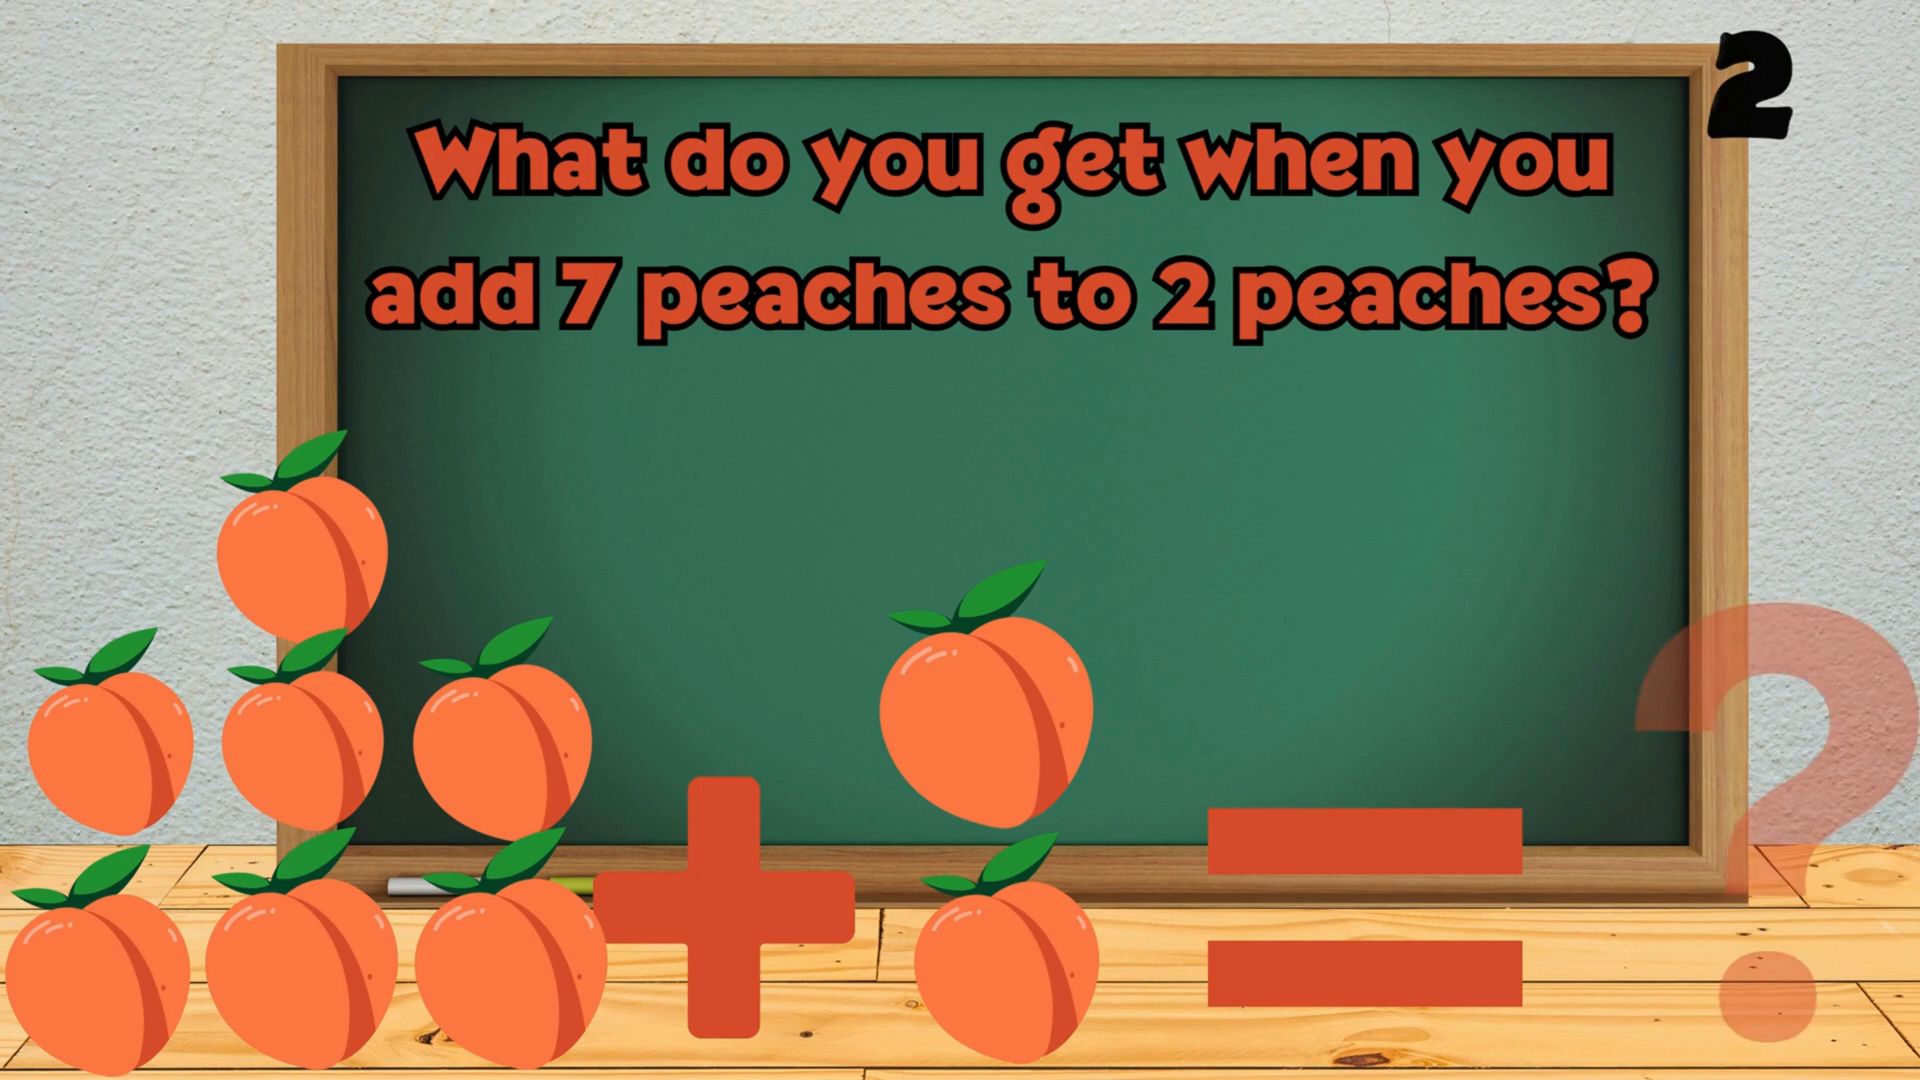 2
What do you get when you
add 7 peaches to 2 peaches?
+ = ?